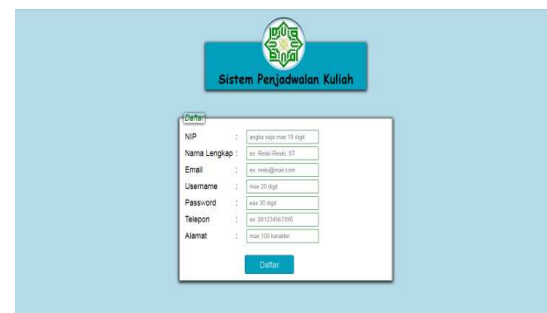 Sistem Penjadwalan Kuliah
Daftar
NIP : angka saja max 18 digit
Nama Lengkap : ex: Reski Reski, ST
Email : ex: reski@mail.com
Username : max 20 digit
Password : max 30 digit
Telepon : ex: 081234567890
Alamat : max 100 karakter
Daftar